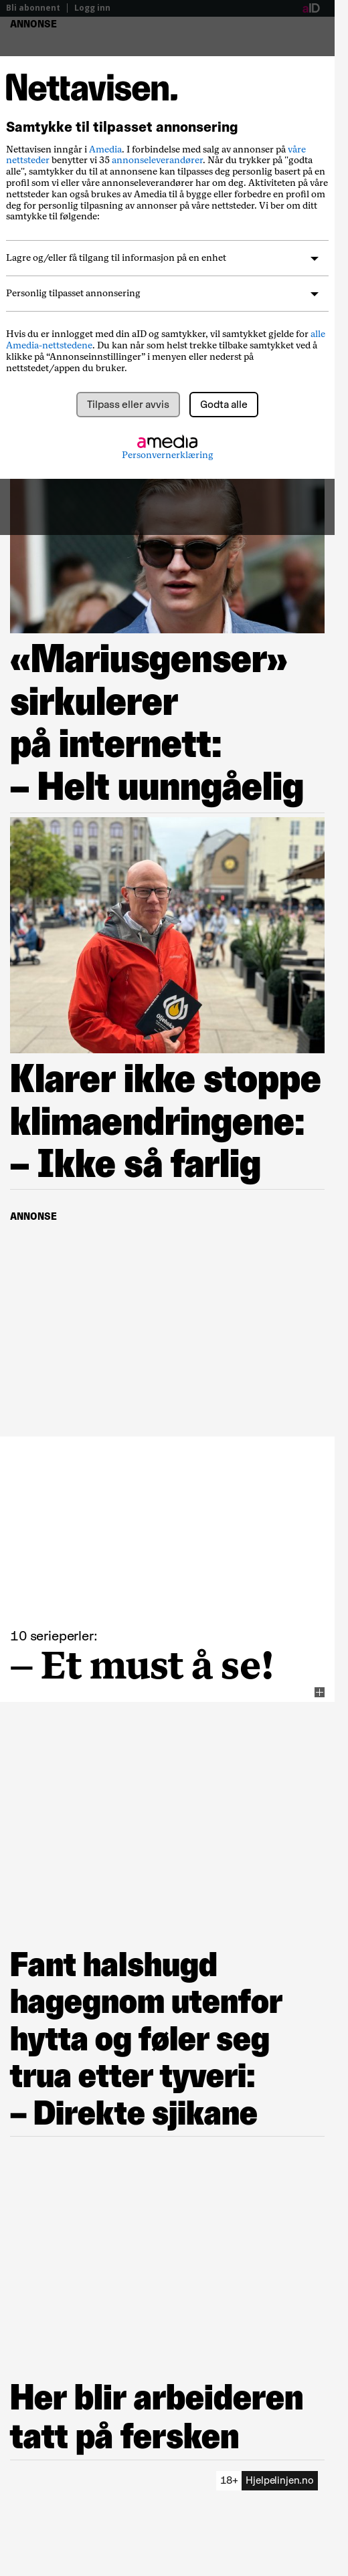 Bli abonnent | Logg inn
aID
ANNONSE
Nettavisen.
Samtykke til tilpasset annonsering
Nettavisen inngår i Amedia. I forbindelse med salg av annonser på våre
nettsteder benytter vi 35 annonseleverandører. Når du trykker på "godta
alle", samtykker du til at annonsene kan tilpasses deg personlig basert på en
profil som vi eller våre annonseleverandører har om deg. Aktiviteten på våre
nettsteder kan også brukes av Amedia til å bygge eller forbedre en profil om
deg for personlig tilpasning av annonser på våre nettsteder. Vi ber om ditt
samtykke til følgende:
Lagre og/eller få tilgang til informasjon på en enhet
Personlig tilpasset annonsering
Hvis du er innlogget med din aID og samtykker, vil samtykket gjelde for alle
Amedia-nettstedene. Du kan når som helst trekke tilbake samtykket ved å
klikke på “Annonseinnstillinger” i menyen eller nederst på
nettstedet/appen du bruker.
Tilpass eller avvis
Godta alle
amedia
Personvernerklæring
«Mariusgenser»
sirkulerer
på internett:
– Helt uunngåelig
Klarer ikke stoppe
klimaendringene:
– Ikke så farlig
ANNONSE
10 serieperler:
– Et must å se!
Fant halshugd
hagegnom utenfor
hytta og føler seg
trua etter tyveri:
– Direkte sjikane
Her blir arbeideren
tatt på fersken
18+ Hjelpelinjen.no